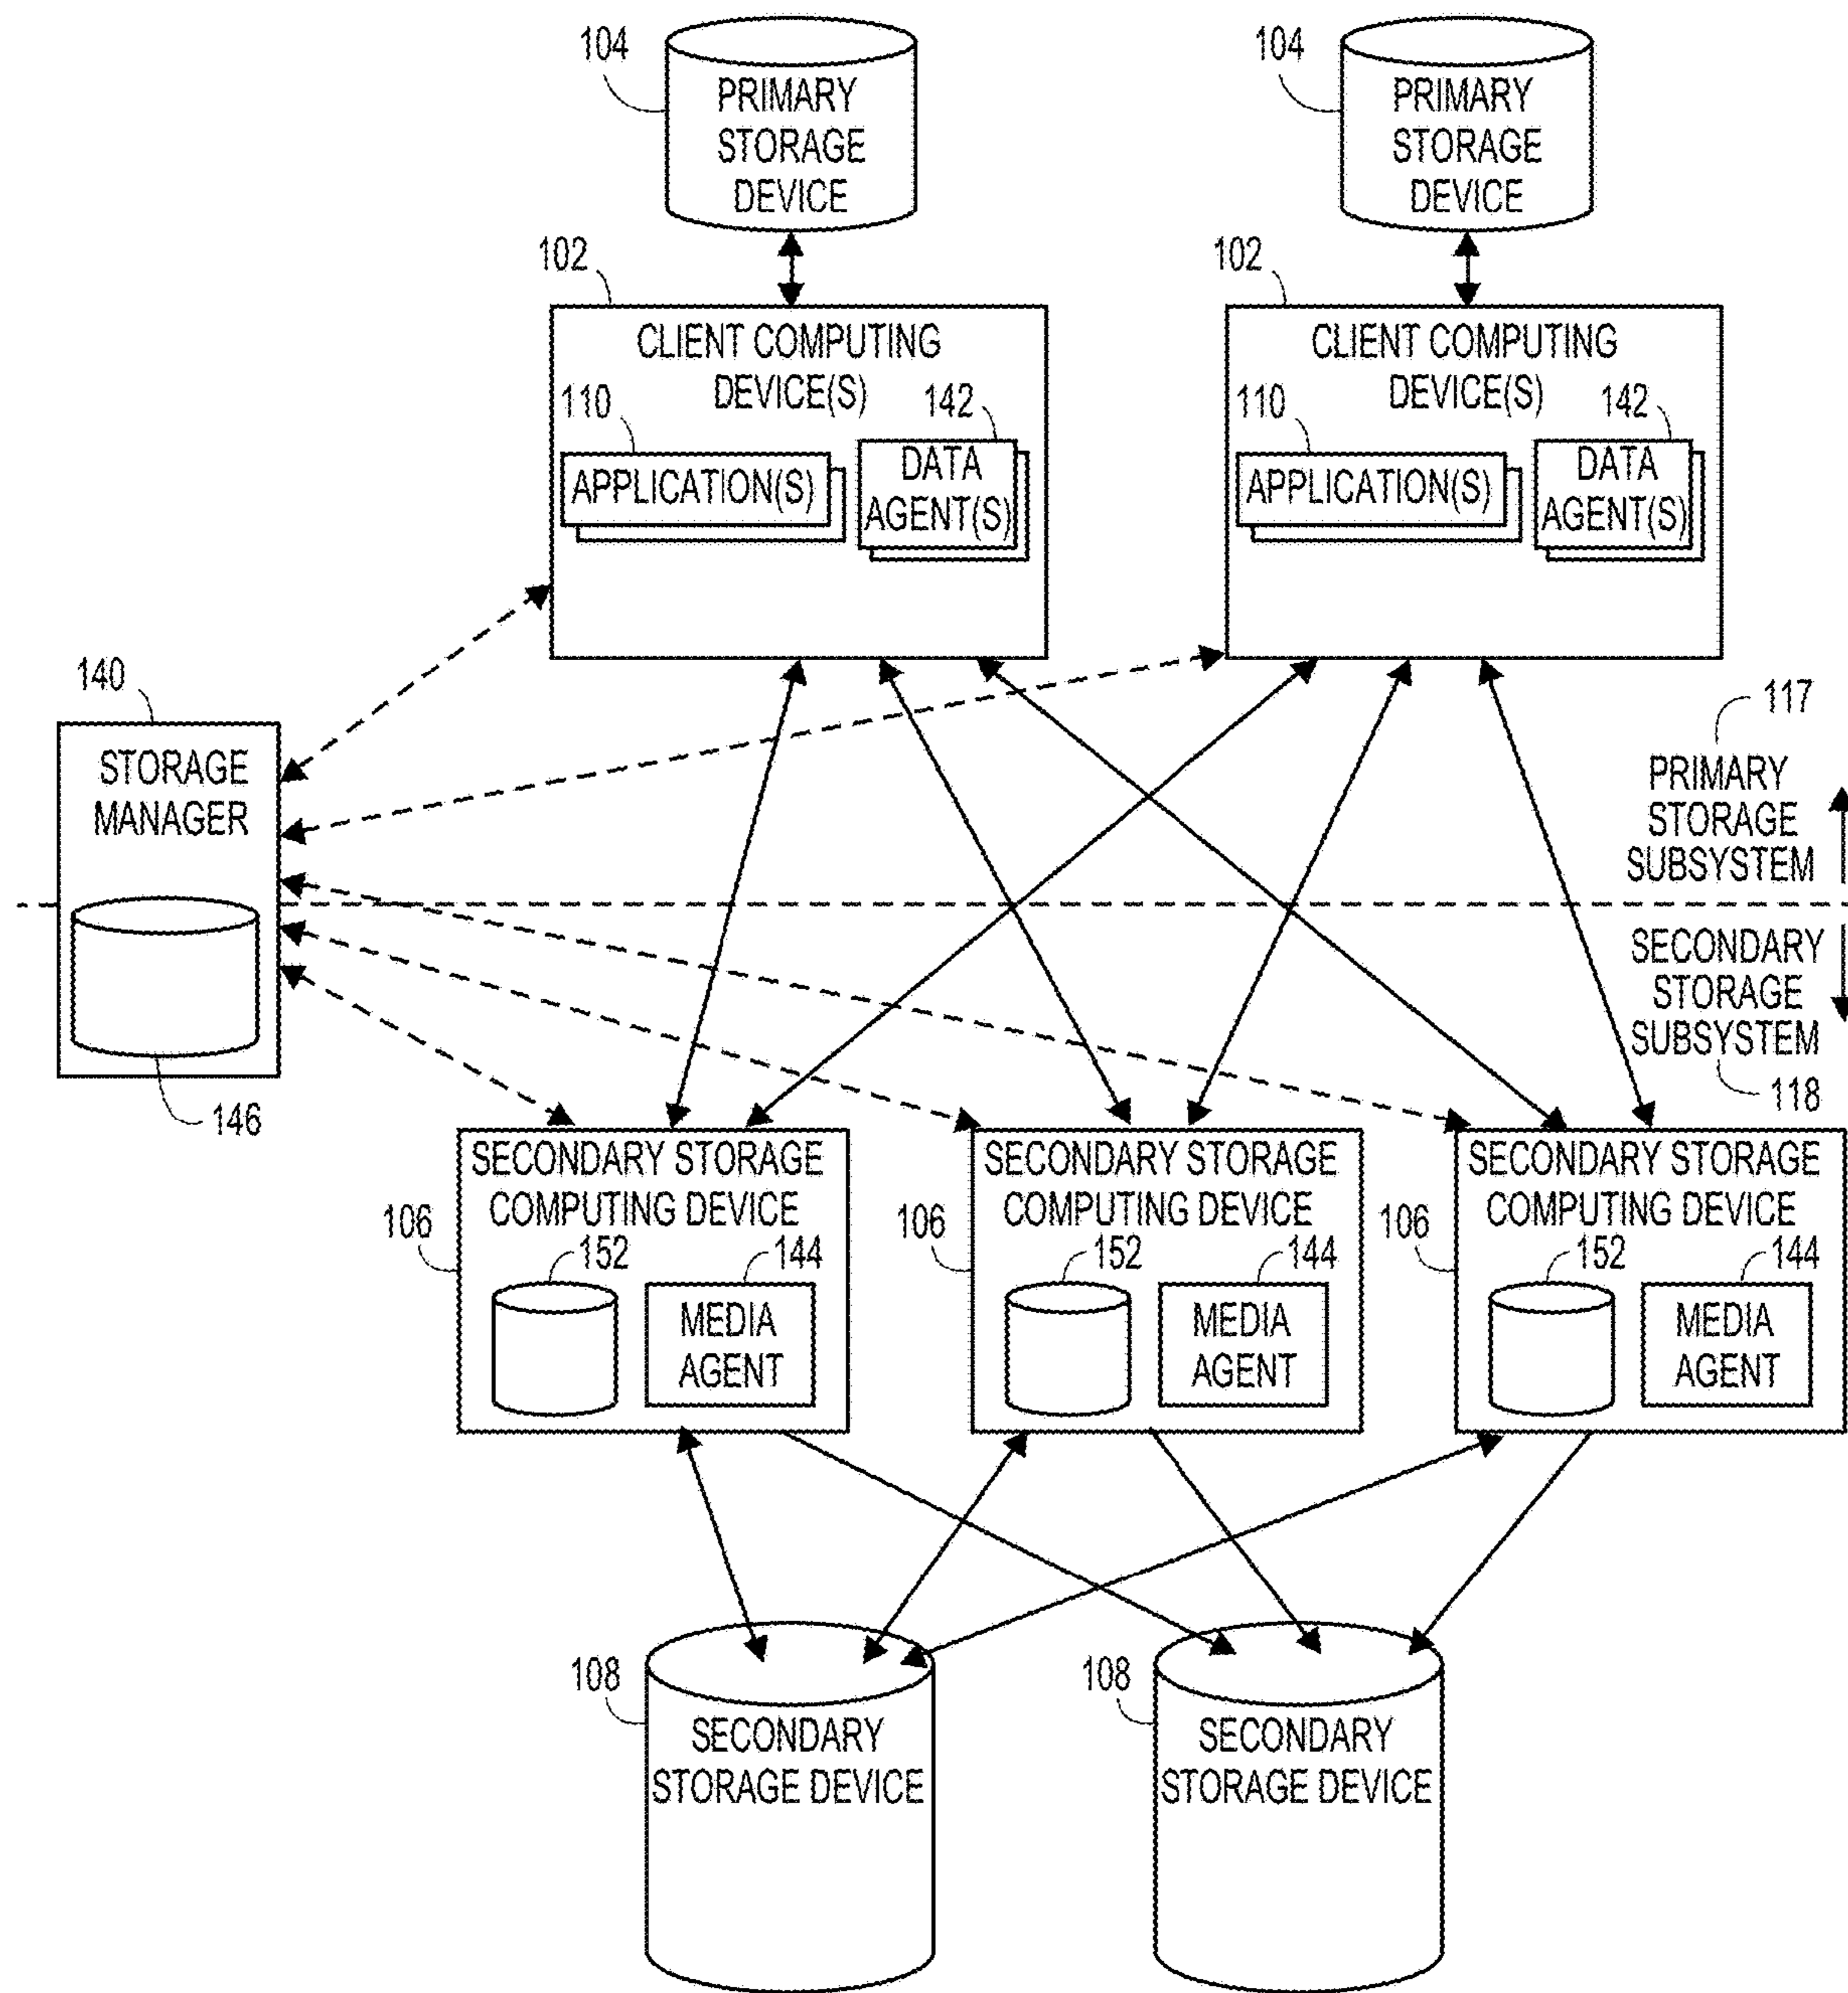 104
PRIMARY
STORAGE
DEVICE
104
PRIMARY
STORAGE
DEVICE
102
CLIENT COMPUTING
DEVICE(S)
110
142
APPLICATION(S)
DATA
AGENT(S)
102
CLIENT COMPUTING
DEVICE(S)
110
142
APPLICATION(S)
DATA
AGENT(S)
140
STORAGE
MANAGER
146
117
PRIMARY
STORAGE
SUBSYSTEM
SECONDARY
STORAGE
SUBSYSTEM
118
SECONDARY STORAGE
COMPUTING DEVICE
106
152
144
MEDIA
AGENT
SECONDARY STORAGE
COMPUTING DEVICE
106
152
144
MEDIA
AGENT
SECONDARY STORAGE
COMPUTING DEVICE
106
152
144
MEDIA
AGENT
108
SECONDARY
STORAGE DEVICE
108
SECONDARY
STORAGE DEVICE